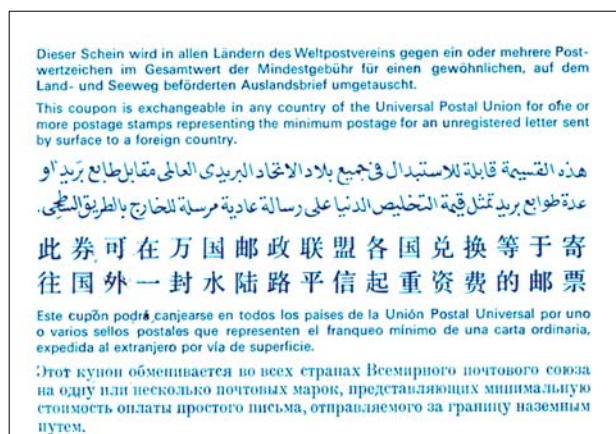 Dieser Schein wird in allen Ländern des Weltpostvereins gegen ein oder mehrere Post-
wertzeichen im Gesamtwert der Mindestgebühr für einen gewöhnlichen, auf dem
Land- und Seeweg beförderten Auslandsbrief umgetauscht.
This coupon is exchangeable in any country of the Universal Postal Union for one or
more postage stamps representing the minimum postage for an unregistered letter sent
by surface to a foreign country.
هذه القسيمة قابلة للاستبدال في جميع بلاد الاتحاد البريدى العالمى مقابل طابع بريد او
عدة طوابع بريد تمثل قيمة التخليص الدنيا على رسالة عادية مرسلة للخارج بالطريق السطحى.
此券可在万国邮政联盟各国兑换等于寄
往国外一封水陆路平信起重资费的邮票
Este cupón podrá canjearse en todos los países de la Unión Postal Universal por uno
o varios sellos postales que representen el franqueo mínimo de una carta ordinaria,
expedida al extranjero por vía de superficie.
Этот купон обменивается во всех странах Всемирного почтового союза
на одну или несколько почтовых марок, представляющих минимальную
стоимость оплаты простого письма, отправляемого за границу наземным
путем.